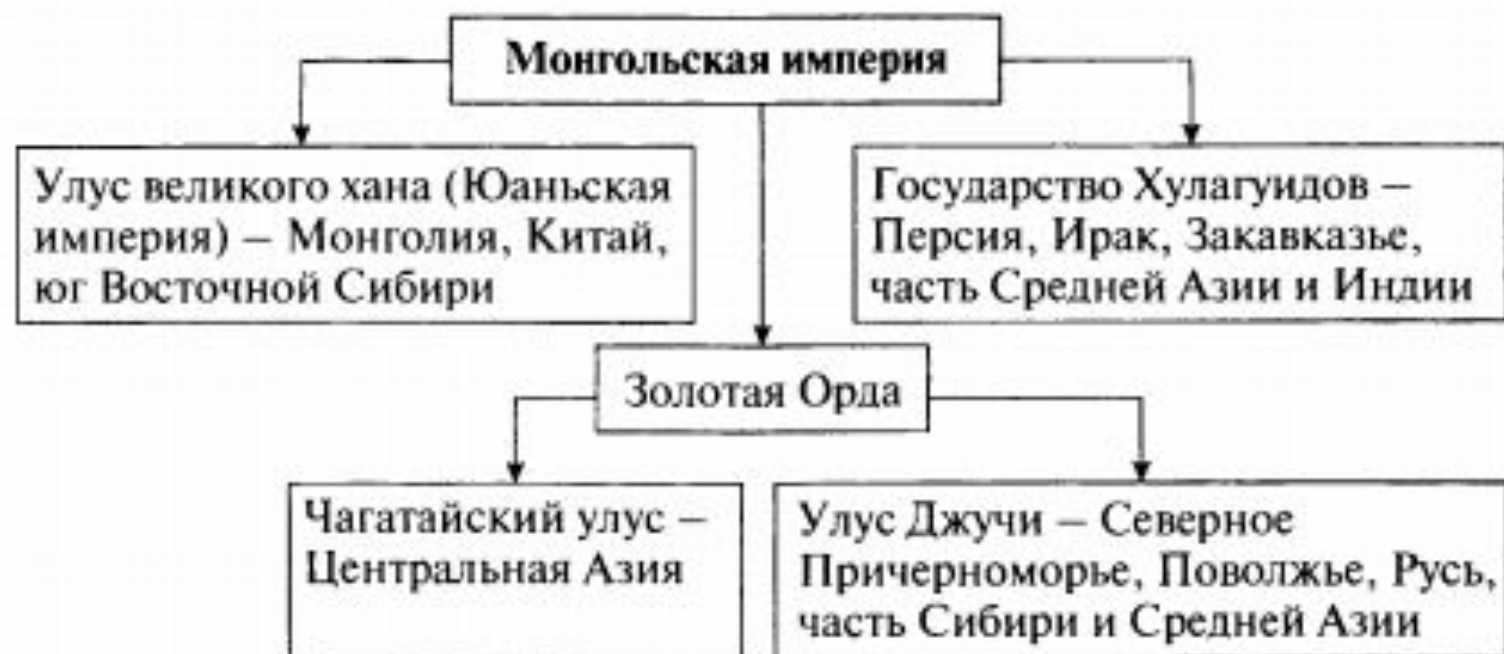 Монгольская империя
Улус великого хана (Юаньская
империя) – Монголия, Китай,
юг Восточной Сибири
Государство Хулагуидов –
Персия, Ирак, Закавказье,
часть Средней Азии и Индии
Золотая Орда
Чагатайский улус –
Центральная Азия
Улус Джучи – Северное
Причерноморье, Поволжье, Русь,
часть Сибири и Средней Азии